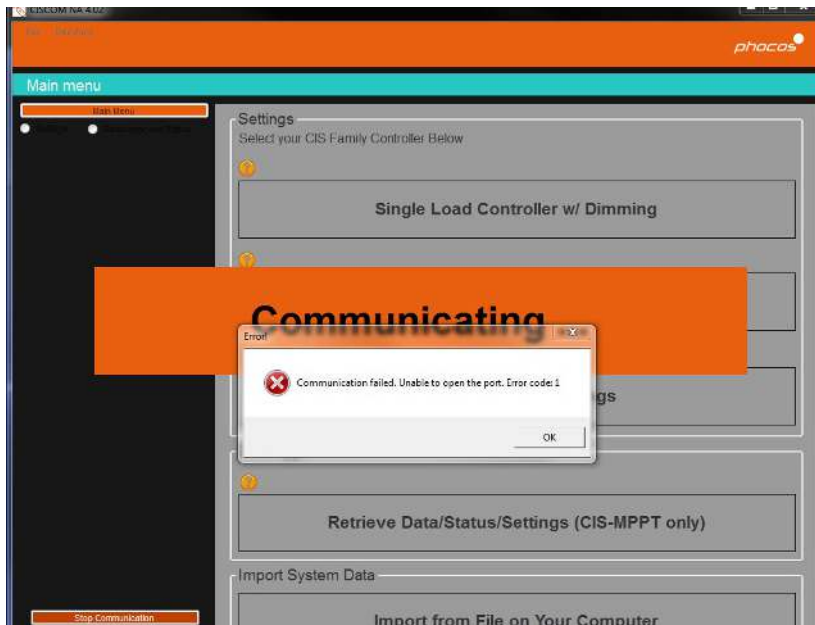 CISCOM NA 4.02
phocos
Main menu
Main Menu
Settings
Select your CIS Family Controller Below
Single Load Controller w/ Dimming
Communicating
Error!
Communication failed. Unable to open the port. Error code: 1
gs
OK
Retrieve Data/Status/Settings (CIS-MPPT only)
Import System Data
Import from File on Your Computer
Stop Communication